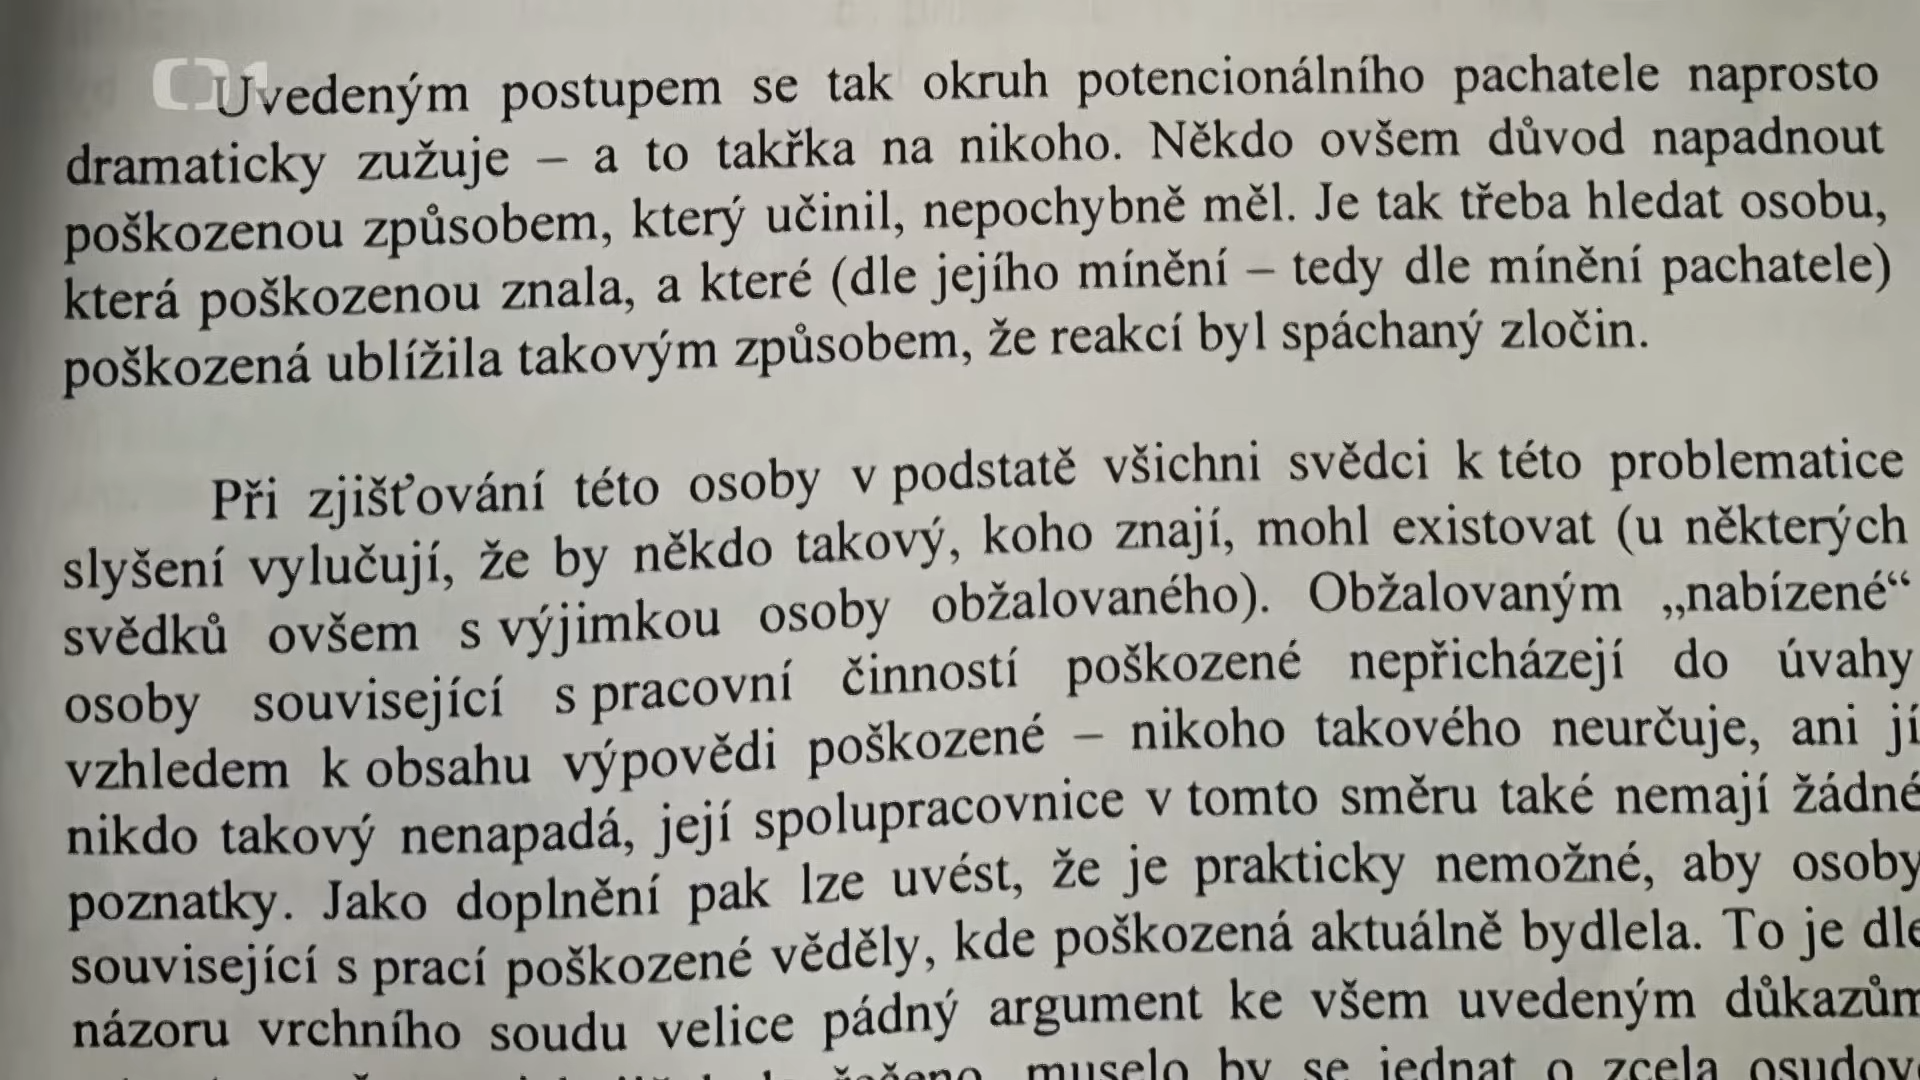 Uvedeným postupem se tak okruh potencionálního pachatele naprosto
dramaticky zužuje – a to takřka na nikoho. Někdo ovšem důvod napadnout
poškozenou způsobem, který učinil, nepochybně měl. Je tak třeba hledat osobu,
která poškozenou znala, a které (dle jejího mínění – tedy dle mínění pachatele)
poškozená ublížila takovým způsobem, že reakcí byl spáchaný zločin.
Při zjišťování této osoby v podstatě všichni svědci k této problematice
slyšení vylučují, že by někdo takový, koho znají, mohl existovat (u některých
svědků ovšem s výjimkou osoby obžalovaného). Obžalovaným „nabízené“
osoby související s pracovní činností poškozené nepřicházejí do úvahy
vzhledem k obsahu výpovědi poškozené – nikoho takového neurčuje, ani jí
nikdo takový nenapadá, její spolupracovnice v tomto směru také nemají žádné
poznatky. Jako doplnění pak lze uvést, že je prakticky nemožné, aby osoby
související s prací poškozené věděly, kde poškozená aktuálně bydlela. To je dle
názoru vrchního soudu velice pádný argument ke všem uvedeným důkazům
muselo by se jednat o zcela